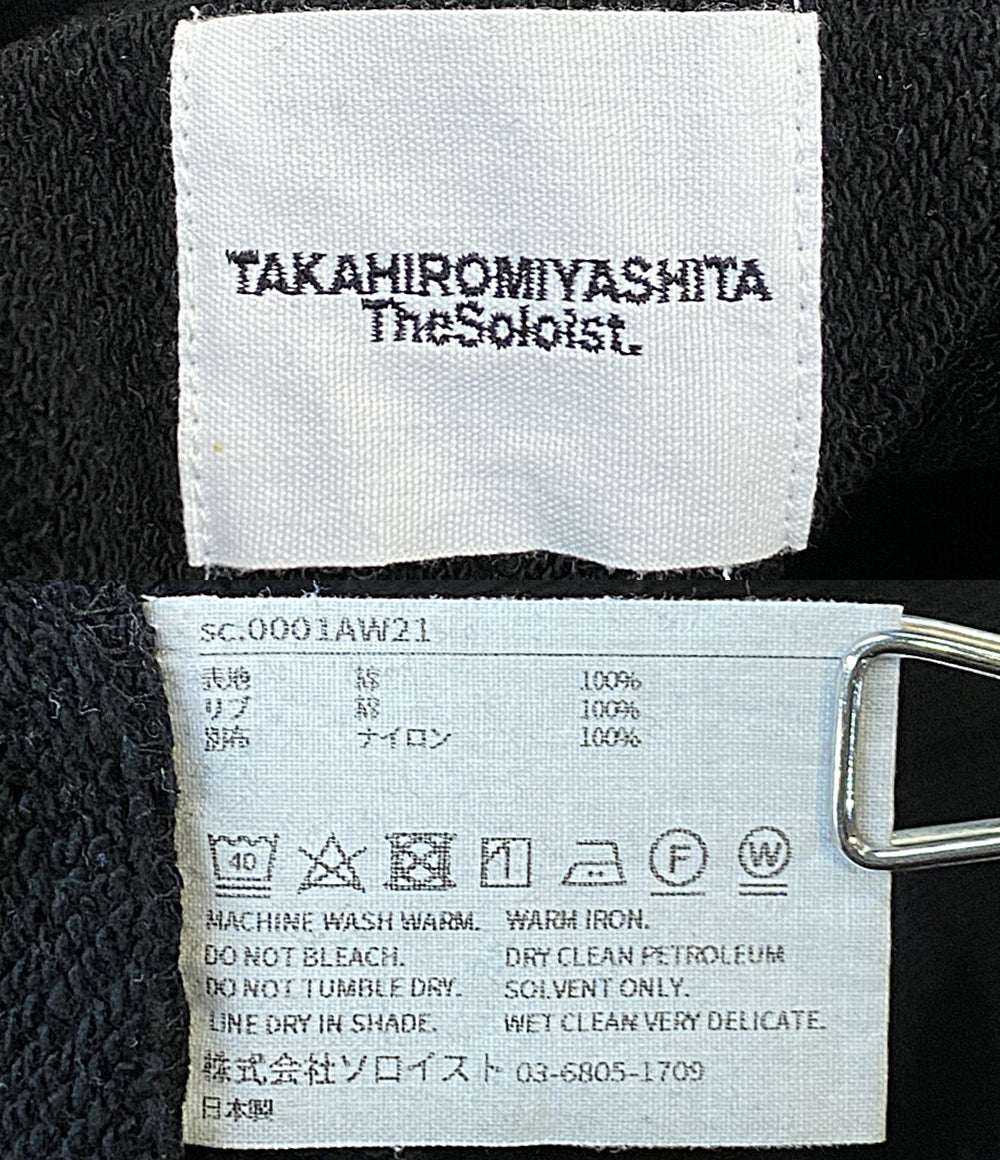 TAKAHIROMIYASHITA
TheSoloist.
sc.0001AW21
表地 綿 100%
リブ 綿 100%
別布 ナイロン 100%
40 F W
MACHINE WASH WARM. WARM IRON.
DO NOT BLEACH. DRY CLEAN PETROLEUM
DO NOT TUMBLE DRY. SOLVENT ONLY.
LINE DRY IN SHADE. WET CLEAN VERY DELICATE.
株式会社ソロイスト 03-6805-1709
日本製